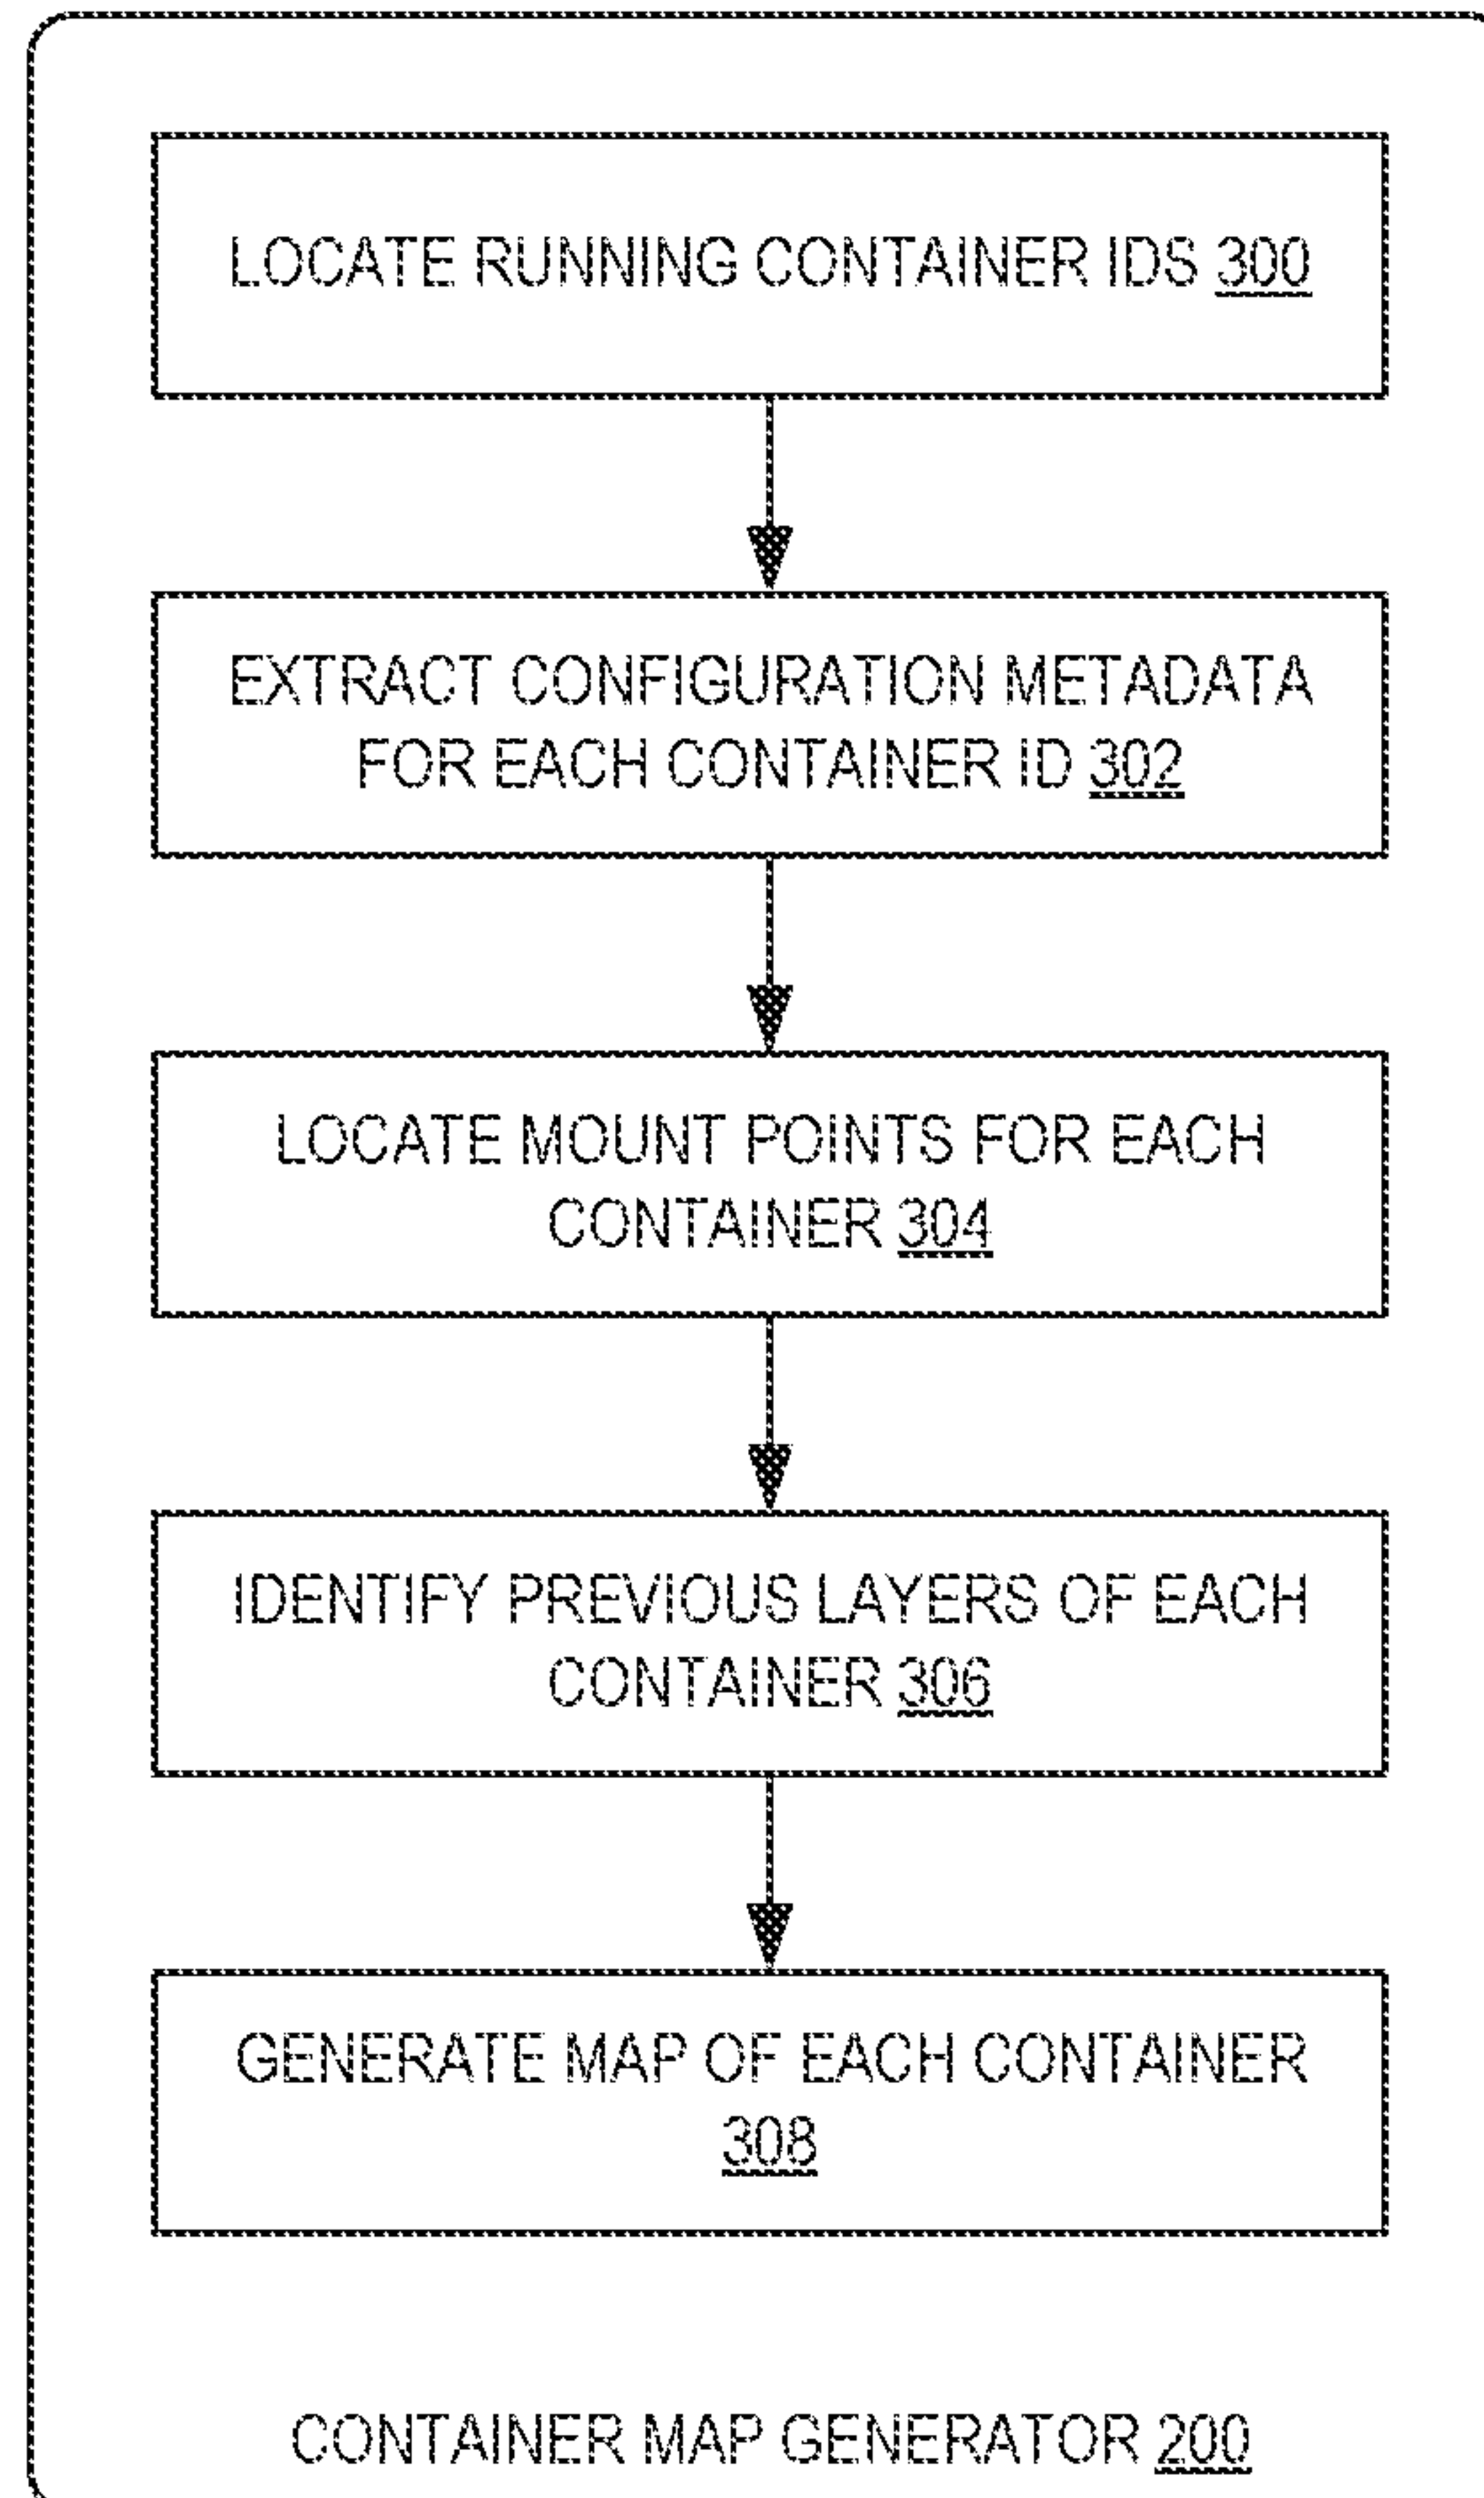 LOCATE RUNNING CONTAINER IDS 300
EXTRACT CONFIGURATION METADATA
FOR EACH CONTAINER ID 302
LOCATE MOUNT POINTS FOR EACH
CONTAINER 304
IDENTIFY PREVIOUS LAYERS OF EACH
CONTAINER 306
GENERATE MAP OF EACH CONTAINER
308
CONTAINER MAP GENERATOR 200